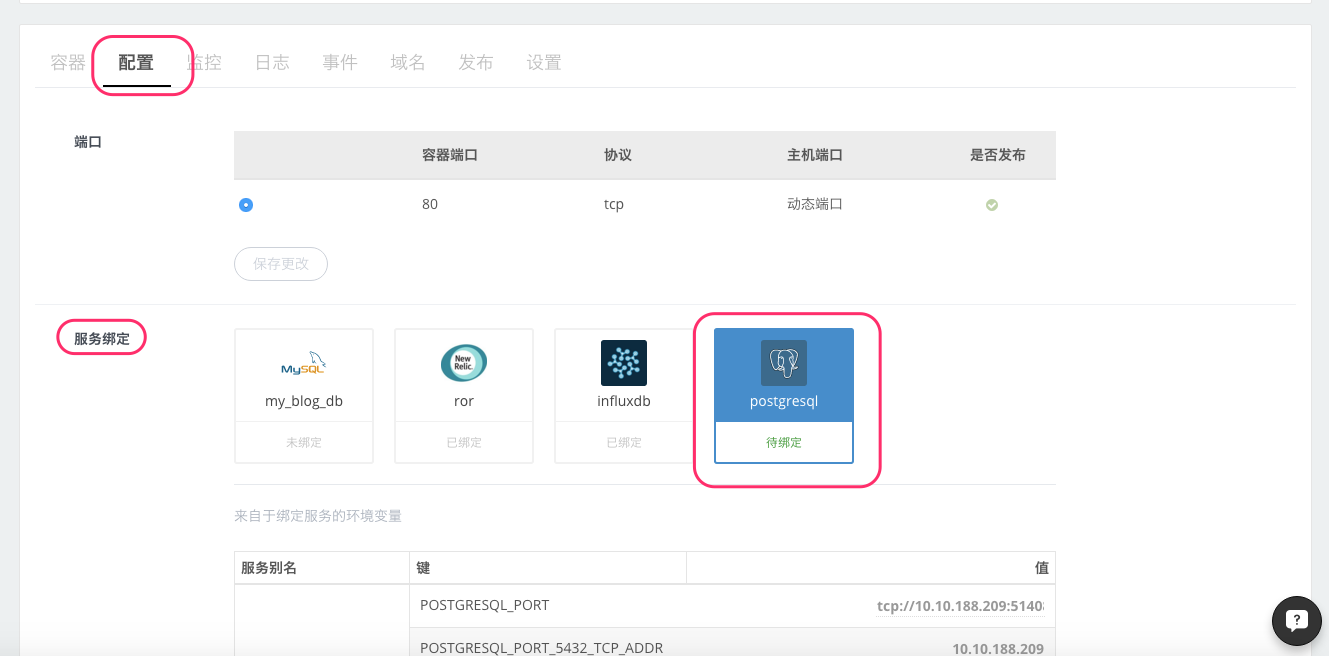 容器 配置 监控 日志 事件 域名 发布 设置
端口
容器端口 协议 主机端口 是否发布
80 tcp 动态端口
保存更改
服务绑定
MySQL New Relic.
my_blog_db ror influxdb postgresql
未绑定 已绑定 已绑定 待绑定
来自于绑定服务的环境变量
服务别名 键 值
POSTGRESQL_PORT tcp://10.10.188.209:5140
POSTGRESQL_PORT_5432_TCP_ADDR 10.10.188.209
?